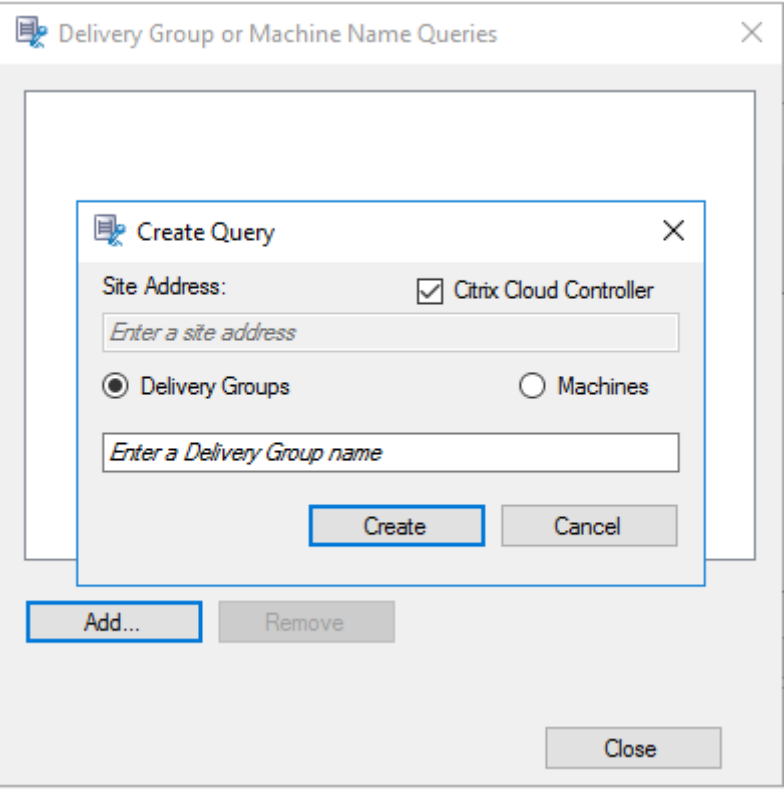 Delivery Group or Machine Name Queries
Create Query
Site Address:
Citrix Cloud Controller
Enter a site address
Delivery Groups
Machines
Enter a Delivery Group name
Create
Cancel
Add...
Remove
Close